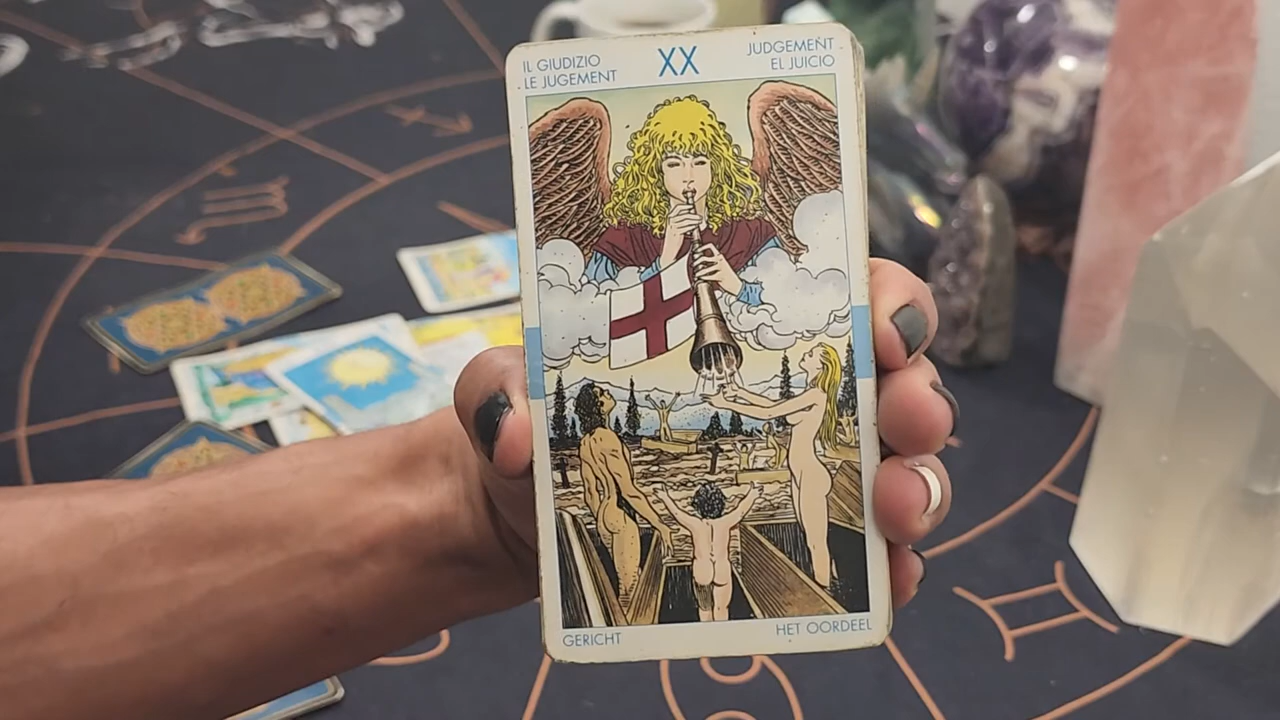 IL GIUDIZIO
LE JUGEMENT
XX
JUDGEMENT
EL JUICIO
GERICHT
HET OORDEEL